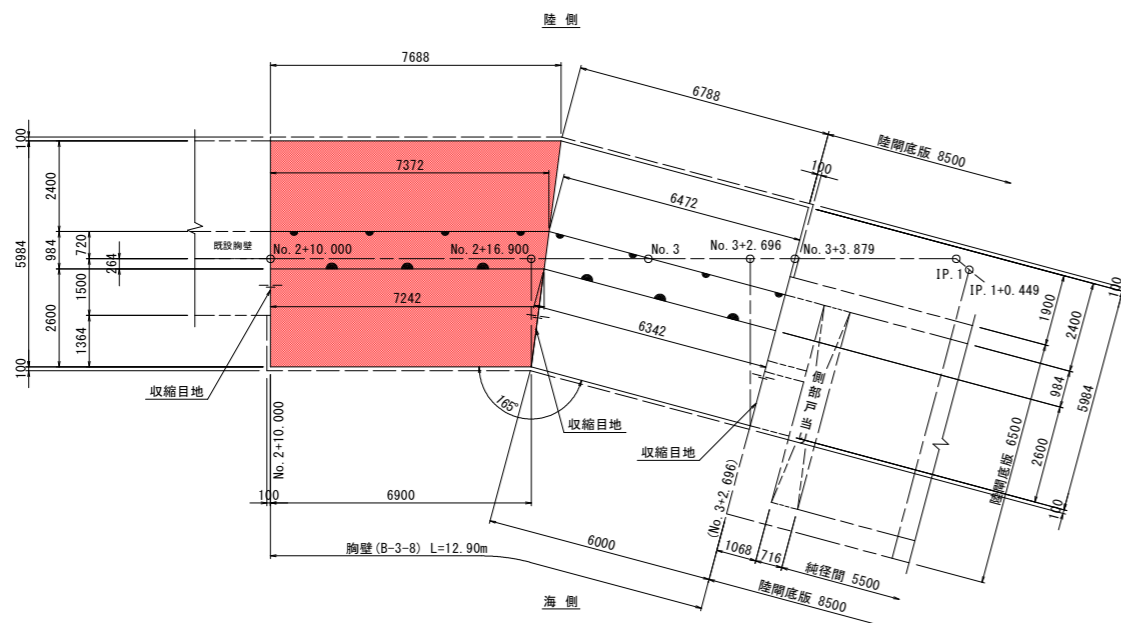 陸 側
7688
6788
陸閘底版 8500
100
100
7372
6472
2400
984
720
264
5984
1500
2600
1364
100
既設胸壁
No. 2+10.000
No. 2+16.900
No. 3
No. 3+2.696
No. 3+3.879
IP. 1
IP. 1+0.449
7242
6342
1900
2400
100
984
5984
2600
陸閘底版 6500
100
側部戸当
165°
収縮目地
収縮目地
収縮目地
No. 2+10.000
(No. 3+2.696)
100
6900
胸壁(B-3-8) L=12.90m
6000
1068
716
純径間 5500
陸閘底版 8500
海 側